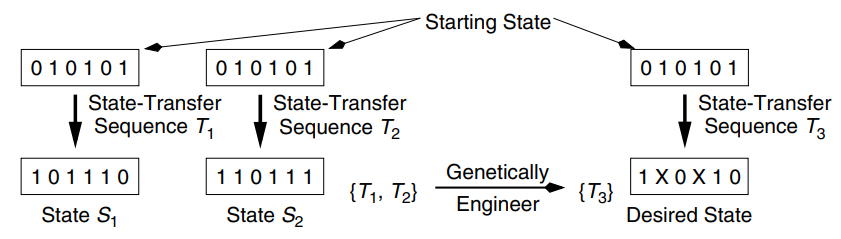 Starting State
0 1 0 1 0 1
0 1 0 1 0 1
0 1 0 1 0 1
State-Transfer
Sequence T1
State-Transfer
Sequence T2
State-Transfer
Sequence T3
1 0 1 1 1 0
1 1 0 1 1 1
{T1, T2}
Genetically
Engineer
{T3}
1 X 0 X 1 0
State S1
State S2
Desired State